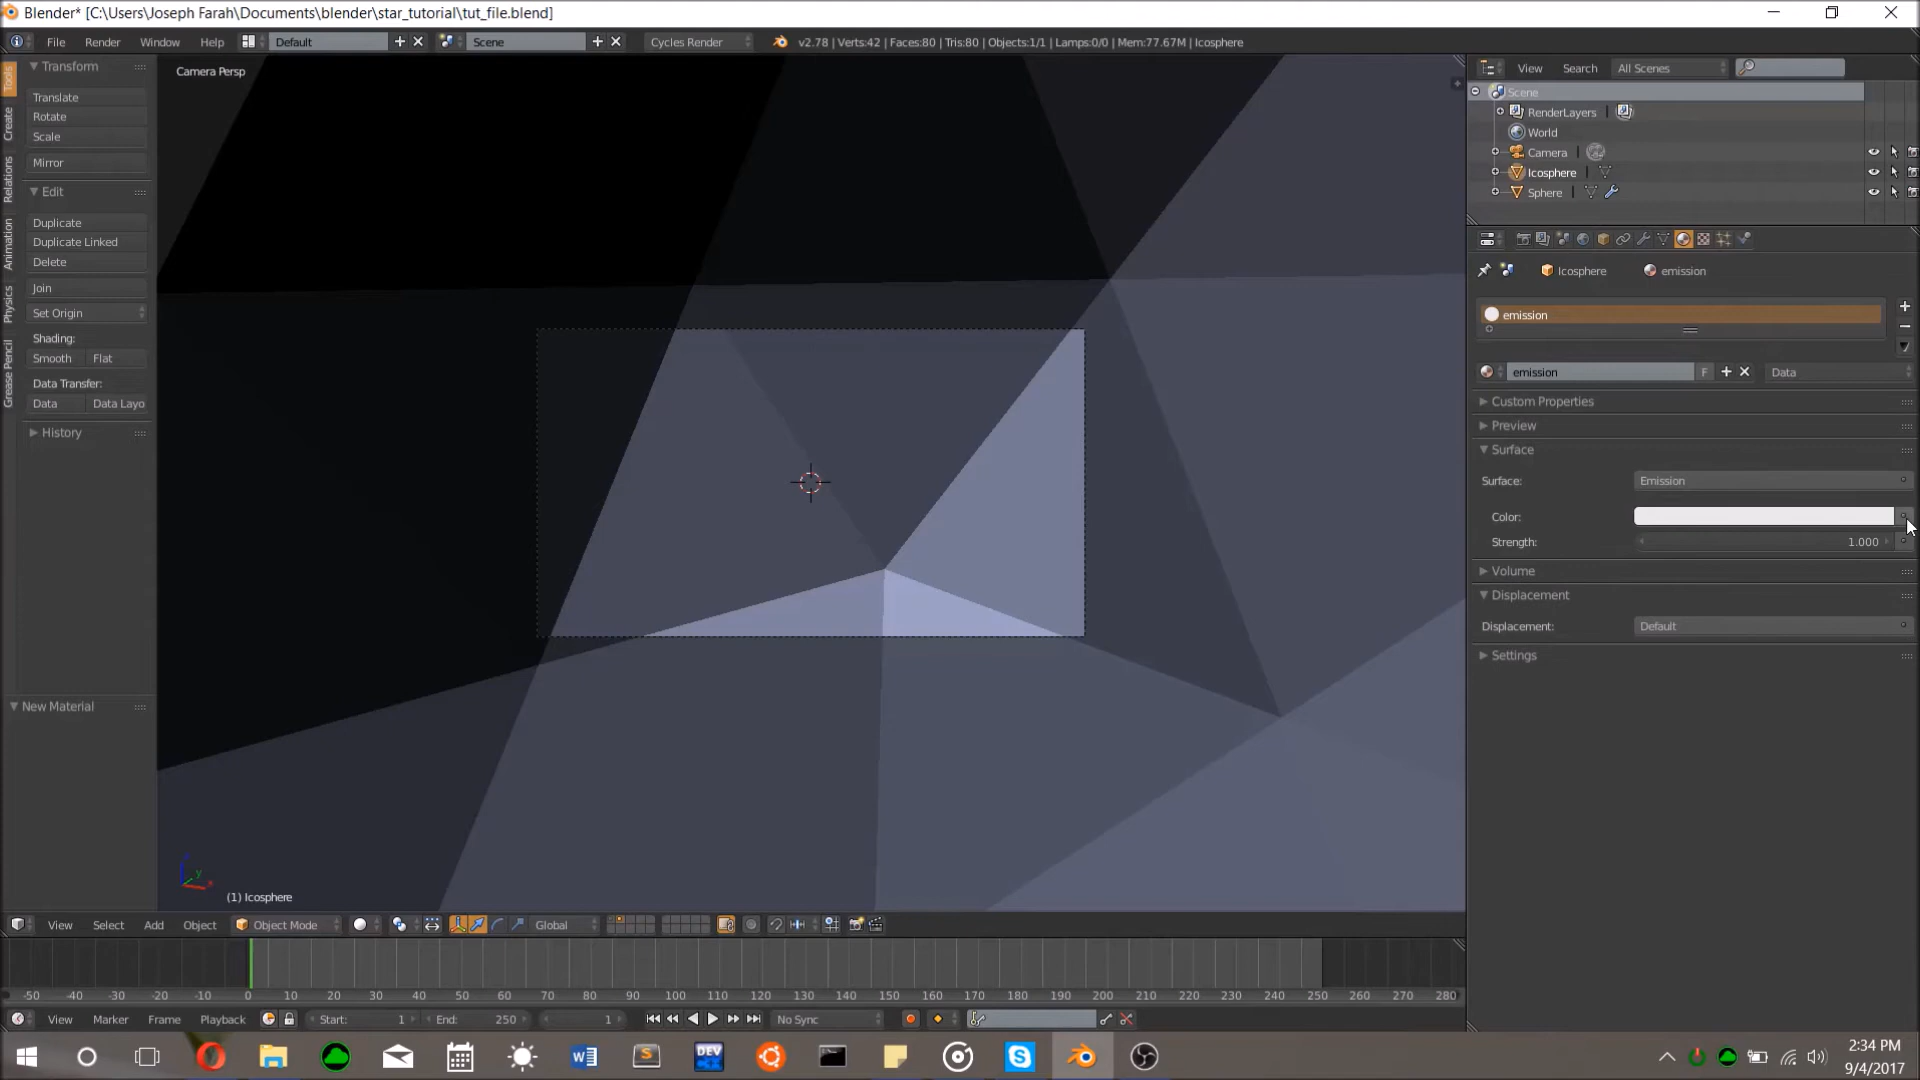 Blender* [C:\Users\Joseph Farah\Documents\blender\star_tutorial\tut_file.blend]
File Render Window Help Default Scene Cycles Render v2.78 | Verts:42 | Faces:80 | Tris:80 | Objects:1/1 | Lamps:0/0 | Mem:77.67M | Icosphere
Tools
Create
Relations
Animation
Physics
Grease Pencil
Transform
Translate
Rotate
Scale
Mirror
Edit
Duplicate
Duplicate Linked
Delete
Join
Set Origin
Shading:
Smooth Flat
Data Transfer:
Data Data Layo
History
New Material
Camera Persp
(1) Icosphere
View Search All Scenes
Scene
RenderLayers
World
Camera
Icosphere
Sphere
Icosphere emission
emission
emission F Data
Custom Properties
Preview
Surface
Surface: Emission
Color:
Strength: 1.000
Volume
Displacement
Displacement: Default
Settings
View Select Add Object Object Mode Global
-50 -40 -30 -20 -10 0 10 20 30 40 50 60 70 80 90 100 110 120 130 140 150 160 170 180 190 200 210 220 230 240 250 260 270 280
View Marker Frame Playback Start: 1 End: 250 1 No Sync
2:34 PM
9/4/2017